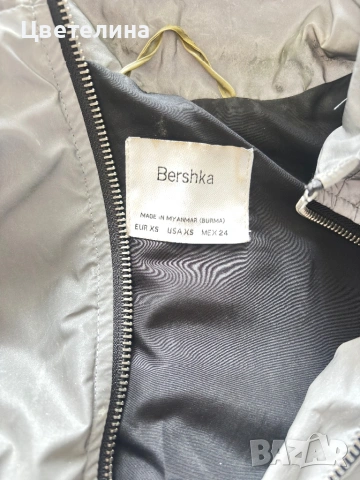 Цветелина
Bershka
MADE IN MYANMAR (BURMA)
EUR XS USA XS MEX 24
BAZAR